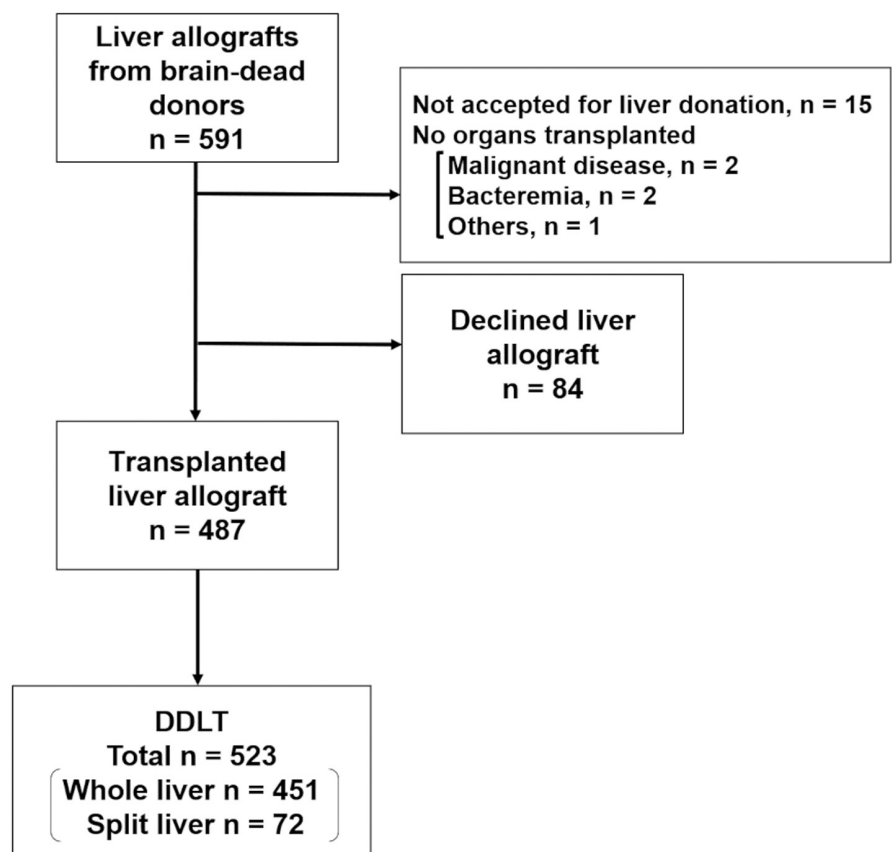 Liver allografts
from brain-dead
donors
n = 591
Not accepted for liver donation, n = 15
No organs transplanted
Malignant disease, n = 2
Bacteremia, n = 2
Others, n = 1
Declined liver
allograft
n = 84
Transplanted
liver allograft
n = 487
DDLT
Total n = 523
Whole liver n = 451
Split liver n = 72